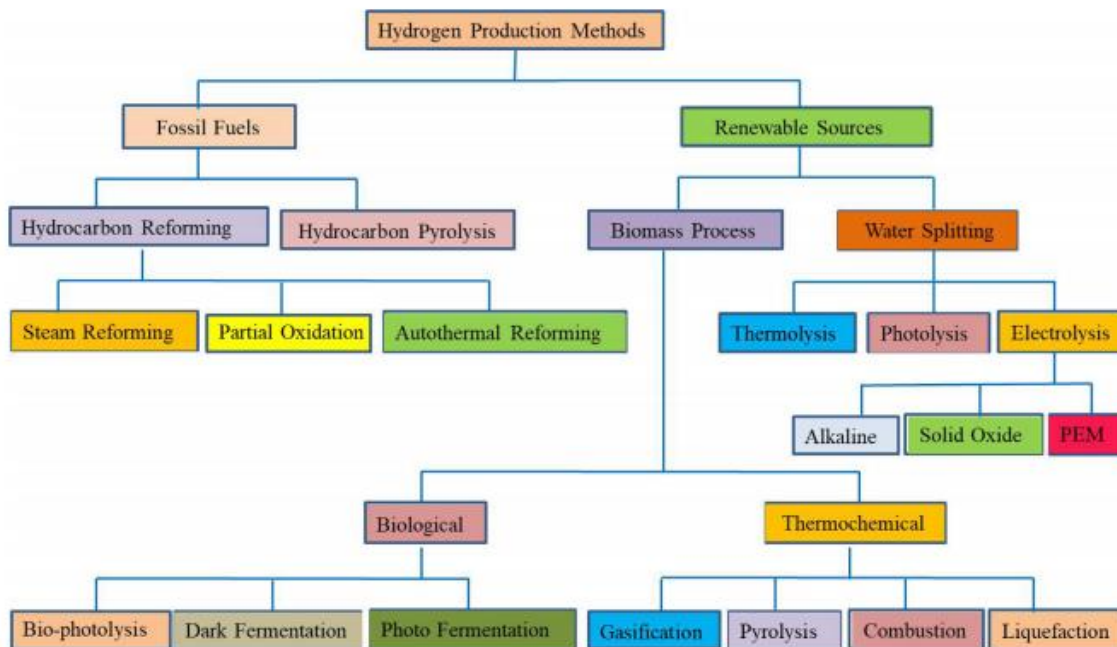 Hydrogen Production Methods
Fossil Fuels
Renewable Sources
Hydrocarbon Reforming
Hydrocarbon Pyrolysis
Biomass Process
Water Splitting
Steam Reforming
Partial Oxidation
Autothermal Reforming
Thermolysis
Photolysis
Electrolysis
Alkaline
Solid Oxide
PEM
Biological
Thermochemical
Bio-photolysis
Dark Fermentation
Photo Fermentation
Gasification
Pyrolysis
Combustion
Liquefaction